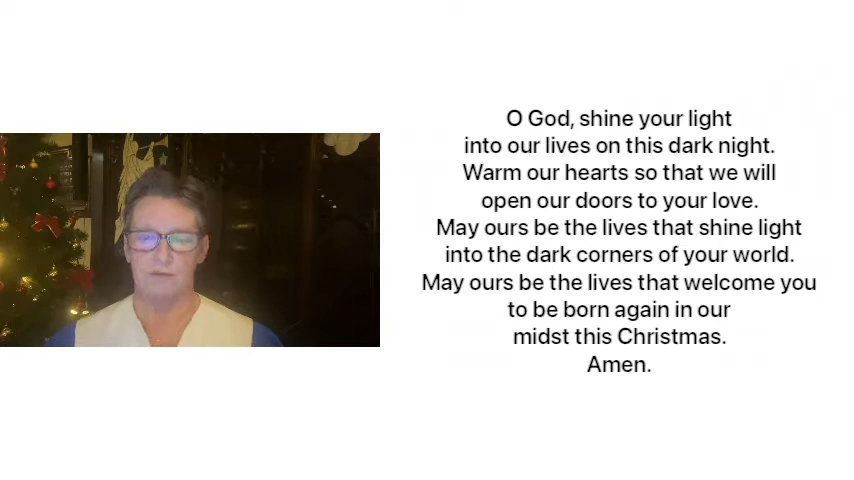 O God, shine your light
into our lives on this dark night.
Warm our hearts so that we will
open our doors to your love.
May ours be the lives that shine light
into the dark corners of your world.
May ours be the lives that welcome you
to be born again in our
midst this Christmas.
Amen.